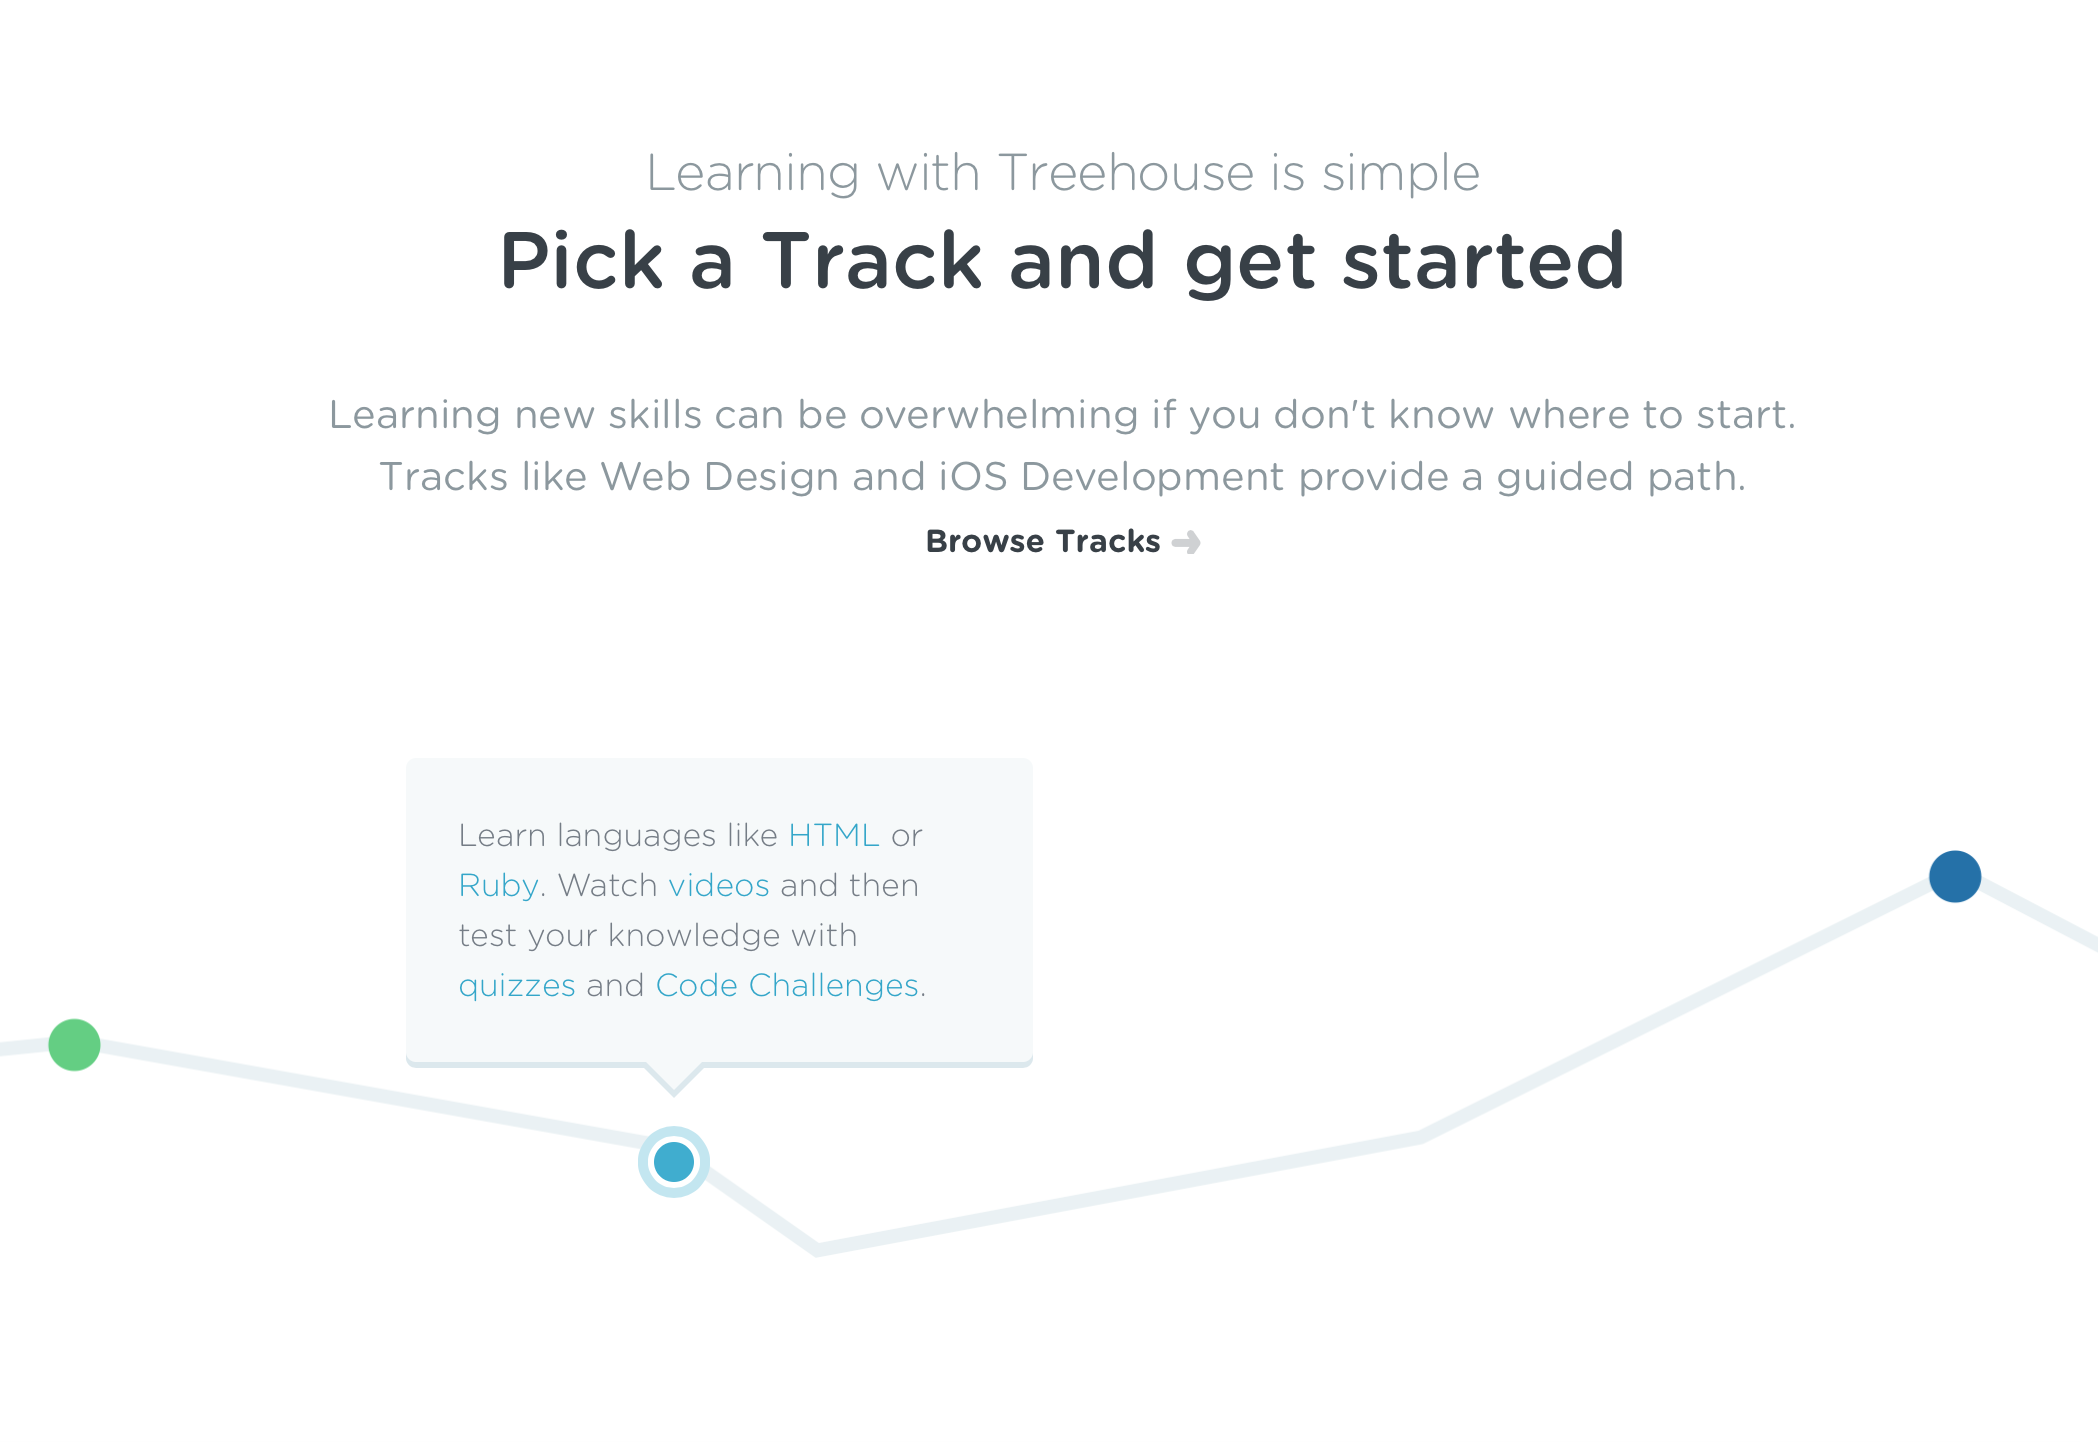 Learning with Treehouse is simple
Pick a Track and get started
Learning new skills can be overwhelming if you don't know where to start.
Tracks like Web Design and iOS Development provide a guided path.
Browse Tracks
Learn languages like HTML or
Ruby. Watch videos and then
test your knowledge with
quizzes and Code Challenges.